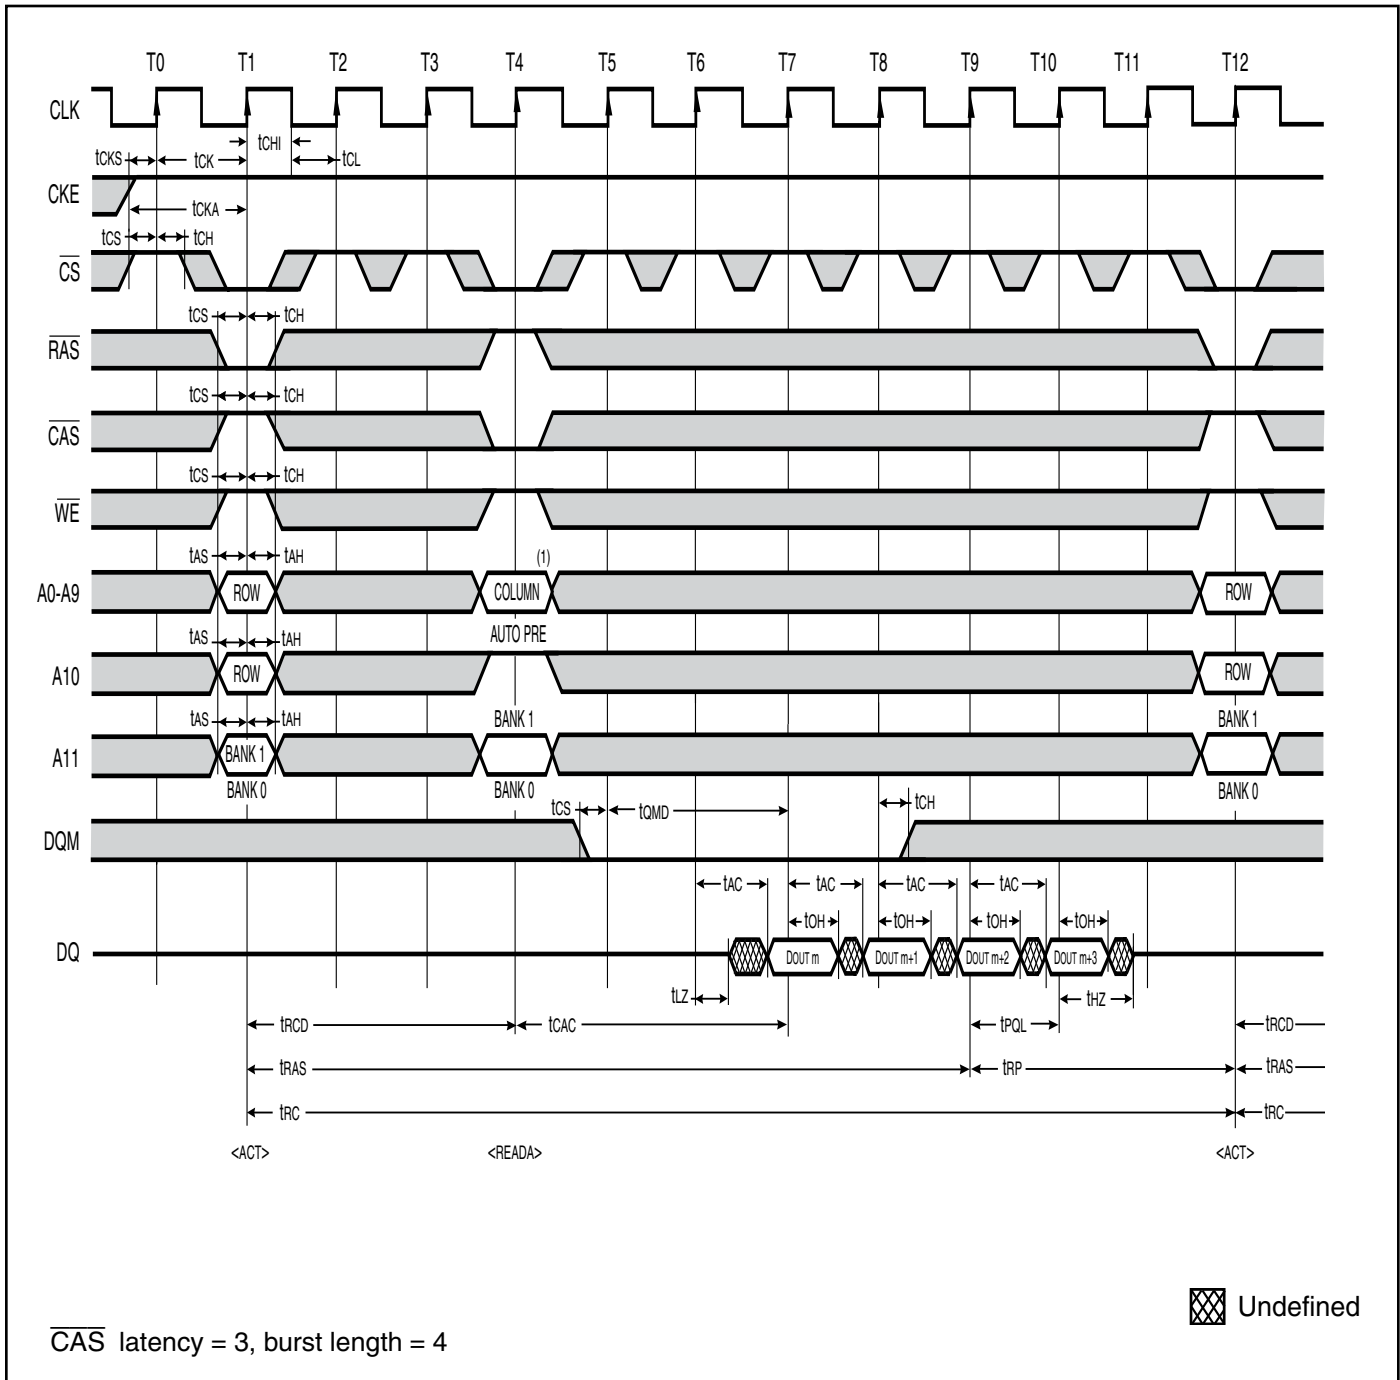 T0 T1 T2 T3 T4 T5 T6 T7 T8 T9 T10 T11 T12
CLK
tCHI
tCKS tCK tCL
CKE
tCKA
tCS tCH
CS
tCS tCH
RAS
tCS tCH
CAS
tCS tCH
WE
tAS tAH (1)
A0-A9 ROW COLUMN ROW
tAS tAH AUTO PRE
A10 ROW ROW
tAS tAH BANK 1 BANK 1
A11 BANK 1
BANK 0 BANK 0 BANK 0
tCS tQMD tCH
DQM
tAC tAC tAC tAC
tOH tOH tOH tOH
DQ DOUT m DOUT m+1 DOUT m+2 DOUT m+3
tLZ tHZ
tRCD tCAC tPQL tRCD
tRAS tRP tRAS
tRC tRC
<ACT> <READA> <ACT>
Undefined
CAS latency = 3, burst length = 4